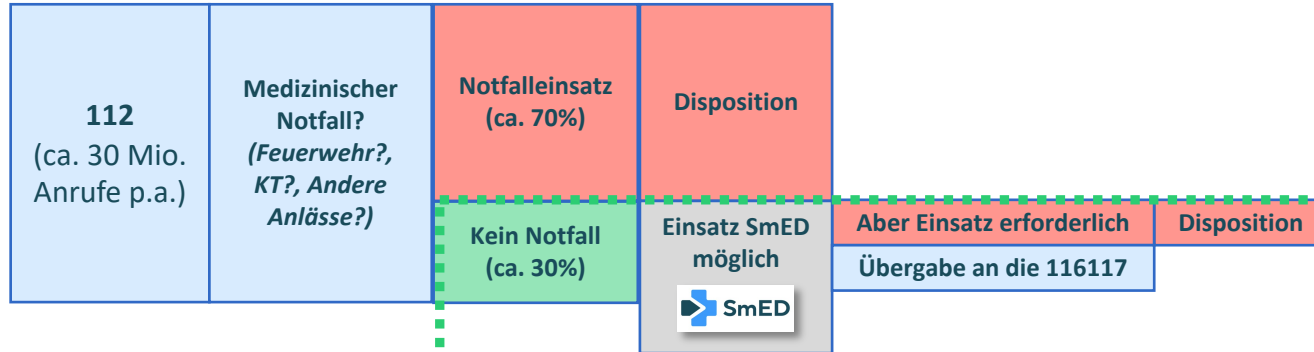 112
(ca. 30 Mio.
Anrufe p.a.)
Medizinischer
Notfall?
(Feuerwehr?,
KT?, Andere
Anlässe?)
Notfalleinsatz
(ca. 70%)
Disposition
Kein Notfall
(ca. 30%)
Einsatz SmED
möglich
SmED
Aber Einsatz erforderlich
Disposition
Übergabe an die 116117